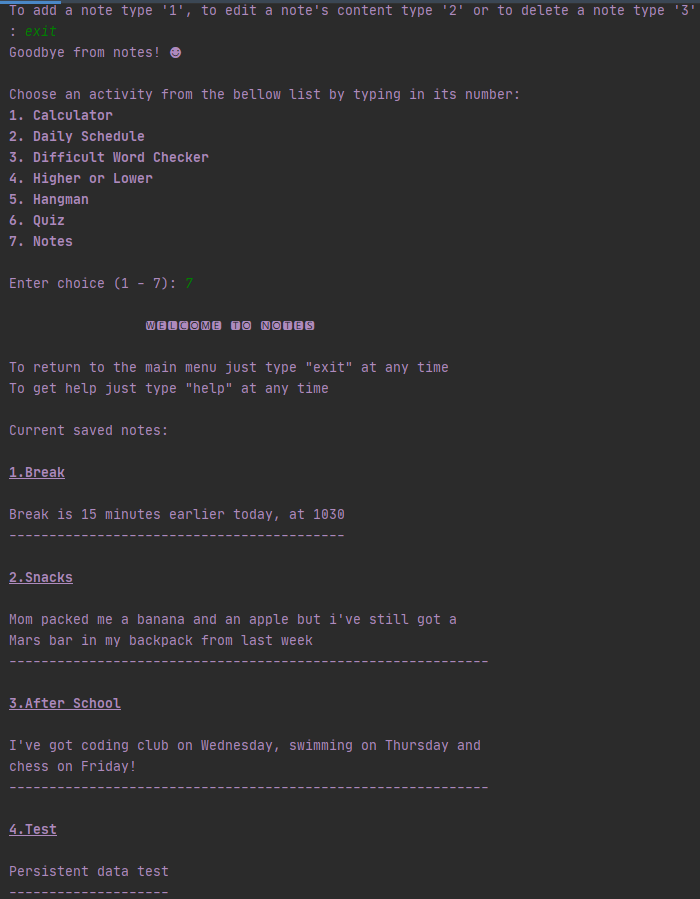 To add a note type '1', to edit a note's content type '2' or to delete a note type '3'
: exit
Goodbye from notes! ☻
Choose an activity from the bellow list by typing in its number:
1. Calculator
2. Daily Schedule
3. Difficult Word Checker
4. Higher or Lower
5. Hangman
6. Quiz
7. Notes
Enter choice (1 - 7): 7
🆆🅴🅻🅲🅾🅼🅴 🆃🅾 🅽🅾🆃🅴🆂
To return to the main menu just type "exit" at any time
To get help just type "help" at any time
Current saved notes:
1.Break
Break is 15 minutes earlier today, at 1030
------------------------------------------
2.Snacks
Mom packed me a banana and an apple but i've still got a
Mars bar in my backpack from last week
------------------------------------------------------------
3.After School
I've got coding club on Wednesday, swimming on Thursday and
chess on Friday!
------------------------------------------------------------
4.Test
Persistent data test
--------------------